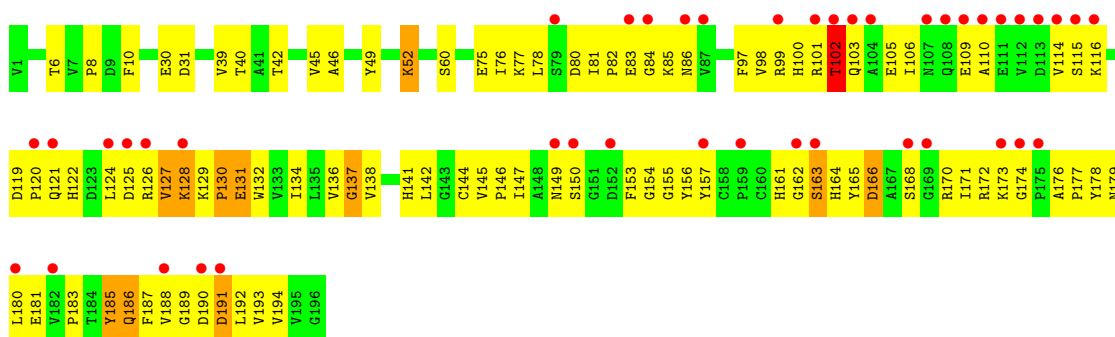 V1 T6 V7 P8 D9 F10 E30 D31 V39 T40 A41 T42 V45 A46 Y49 K52 S60 E75 I76 K77 L78 S79 D80 I81 P82 E83 G84 K85 N86 V87 F97 V98 R99 H100 R101 T102 Q103 A104 E105 I106 N107 Q108 E109 A110 E111 V112 D113 V114 S115 K116
D119 P120 Q121 H122 D123 L124 D125 R126 V127 K128 K129 P130 E131 W132 V133 I134 L135 V136 G137 V138 H141 L142 G143 C144 V145 P146 I147 A148 N149 S150 G151 D152 F153 G154 G155 Y156 Y157 C158 P159 C160 H161 G162 S163 H164 Y165 D166 A167 S168 G169 R170 I171 R172 K173 G174 P175 A176 P177 Y178 N179
L180 E181 V182 P183 T184 Y185 Q186 F187 V188 G189 D190 D191 L192 V193 V194 V195 G196